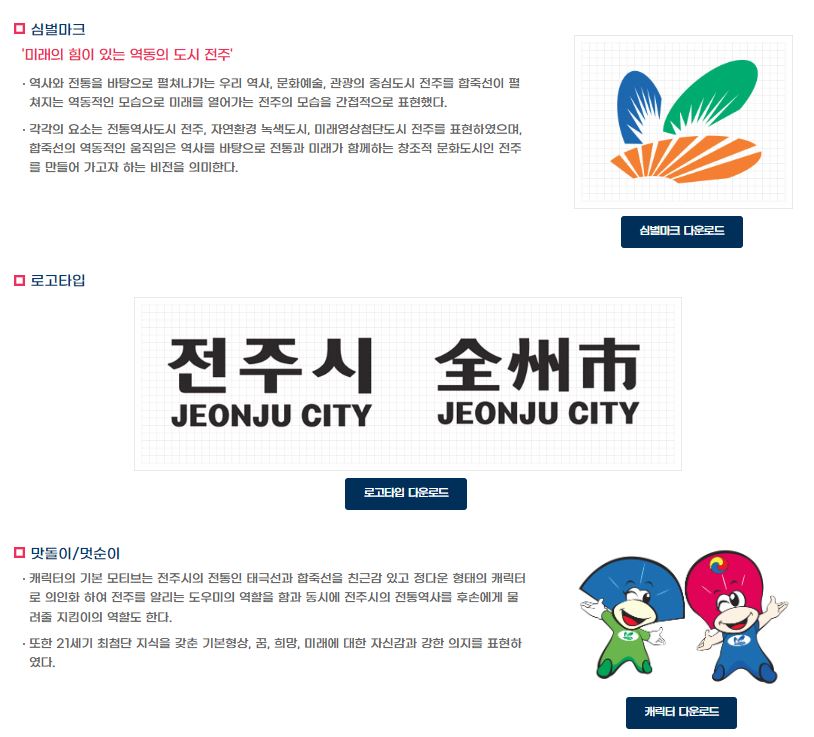 심벌마크
'미래의 힘이 있는 역동의 도시 전주'
· 역사와 전통을 바탕으로 펼쳐나가는 우리 역사, 문화예술, 관광의 중심도시 전주를 합죽선이 펼
쳐지는 역동적인 모습으로 미래를 열어가는 전주의 모습을 간접적으로 표현했다.
· 각각의 요소는 전통역사도시 전주, 자연환경 녹색도시, 미래영상첨단도시 전주를 표현하였으며,
합죽선의 역동적인 움직임은 역사를 바탕으로 전통과 미래가 함께하는 창조적 문화도시인 전주
를 만들어 가고자 하는 비전을 의미한다.
심벌마크 다운로드
로고타입
전주시 全州市
JEONJU CITY JEONJU CITY
로고타입 다운로드
맛돌이/멋순이
· 캐릭터의 기본 모티브는 전주시의 전통인 태극선과 합죽선을 친근감 있고 정다운 형태의 캐릭터
로 의인화 하여 전주를 알리는 도우미의 역할을 함과 동시에 전주시의 전통역사를 후손에게 물
려줄 지킴이의 역할도 한다.
· 또한 21세기 최첨단 지식을 갖춘 기본형상, 꿈, 희망, 미래에 대한 자신감과 강한 의지를 표현하
였다.
캐릭터 다운로드